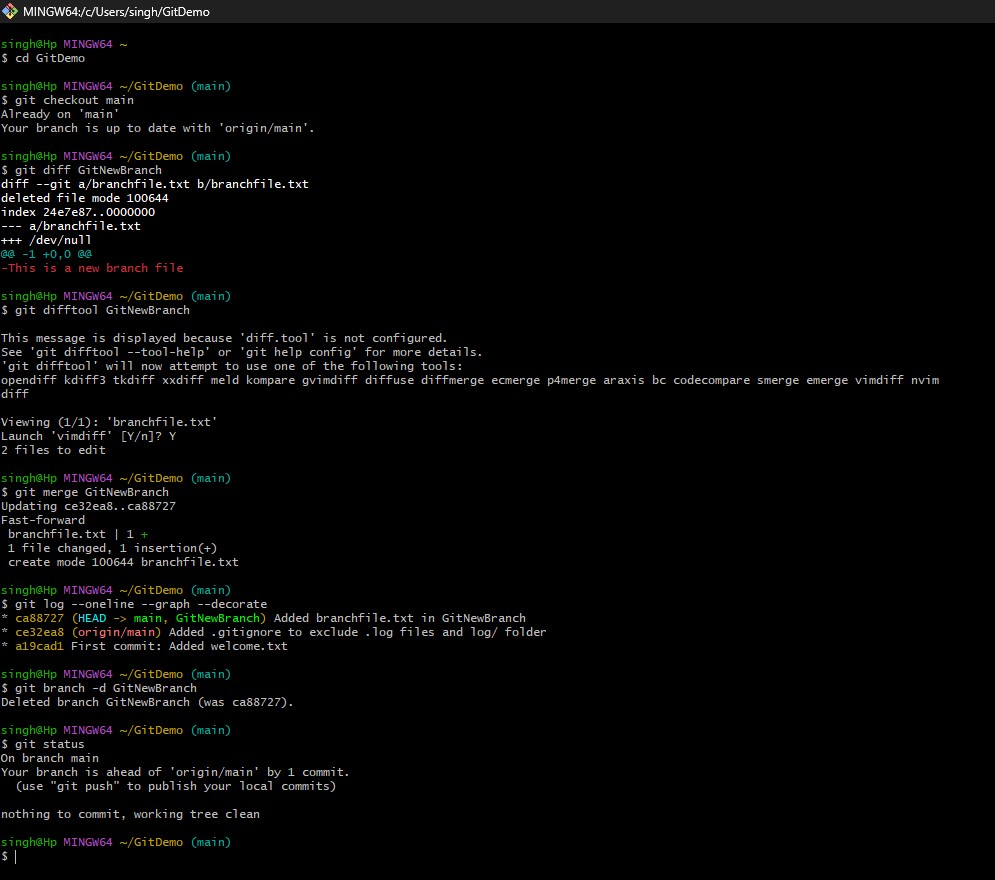 MINGW64:/c/Users/singh/GitDemo
singh@Hp MINGW64 ~
$ cd GitDemo
singh@Hp MINGW64 ~/GitDemo (main)
$ git checkout main
Already on 'main'
Your branch is up to date with 'origin/main'.
singh@Hp MINGW64 ~/GitDemo (main)
$ git diff GitNewBranch
diff --git a/branchfile.txt b/branchfile.txt
deleted file mode 100644
index 24e7e87..0000000
--- a/branchfile.txt
+++ /dev/null
@@ -1 +0,0 @@
-This is a new branch file
singh@Hp MINGW64 ~/GitDemo (main)
$ git difftool GitNewBranch
This message is displayed because 'diff.tool' is not configured.
See 'git difftool --tool-help' or 'git help config' for more details.
'git difftool' will now attempt to use one of the following tools:
opendiff kdiff3 tkdiff xxdiff meld kompare gvimdiff diffuse diffmerge ecmerge p4merge araxis bc codecompare smerge emerge vimdiff nvim
diff
Viewing (1/1): 'branchfile.txt'
Launch 'vimdiff' [Y/n]? Y
2 files to edit
singh@Hp MINGW64 ~/GitDemo (main)
$ git merge GitNewBranch
Updating ce32ea8..ca88727
Fast-forward
 branchfile.txt | 1 +
 1 file changed, 1 insertion(+)
 create mode 100644 branchfile.txt
singh@Hp MINGW64 ~/GitDemo (main)
$ git log --oneline --graph --decorate
* ca88727 (HEAD -> main, GitNewBranch) Added branchfile.txt in GitNewBranch
* ce32ea8 (origin/main) Added .gitignore to exclude .log files and log/ folder
* a19cad1 First commit: Added welcome.txt
singh@Hp MINGW64 ~/GitDemo (main)
$ git branch -d GitNewBranch
Deleted branch GitNewBranch (was ca88727).
singh@Hp MINGW64 ~/GitDemo (main)
$ git status
On branch main
Your branch is ahead of 'origin/main' by 1 commit.
  (use "git push" to publish your local commits)
nothing to commit, working tree clean
singh@Hp MINGW64 ~/GitDemo (main)
$